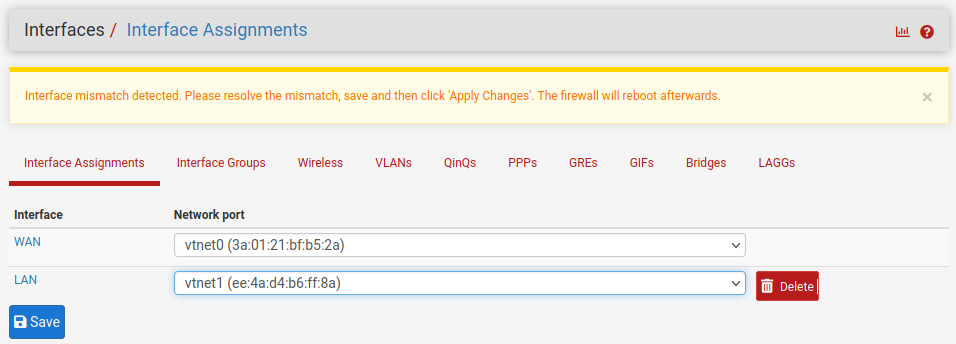 Interfaces / Interface Assignments
Interface mismatch detected. Please resolve the mismatch, save and then click 'Apply Changes'. The firewall will reboot afterwards.
Interface Assignments Interface Groups Wireless VLANs QinQs PPPs GREs GIFs Bridges LAGGs
Interface Network port
WAN vtnet0 (3a:01:21:bf:b5:2a)
LAN vtnet1 (ee:4a:d4:b6:ff:8a) Delete
Save